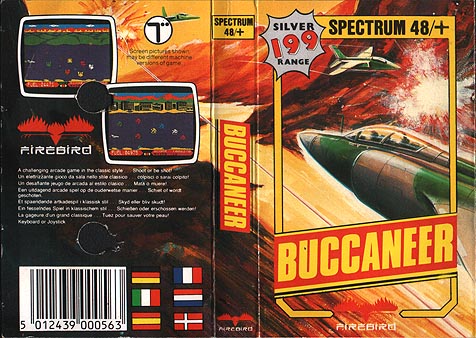 Screen pictures shown,
may be different machine
versions of game.
FIREBIRD
A challenging arcade game in the classic style . . . Shoot or be shot!
Un elettrizzante gioco da sala nello stile classico . . . colpisci o sarai colpito!
Un desafiante juego de arcada al estilo clasico . . . Mata o muere!
Een uitdagend arcade spel op de ouderwetse manier . . . Schiet of wordt
geschoten.
Et spaendende artkadespil i klassisk stil . . . Skyd eller bliv skudt!
Ein fesselndes Spiel in klassischem stil . . . Schießen oder erschossen werden!
La gageure d'un grand classique . . . Tuez pour sauver votre peau!
Keyboard or Joystick
5 012439 000563
SPECTRUM
48/+
BUCCANEER
FIREBIRD
SILVER
199
RANGE
SPECTRUM 48/+
BUCCANEER
FIREBIRD